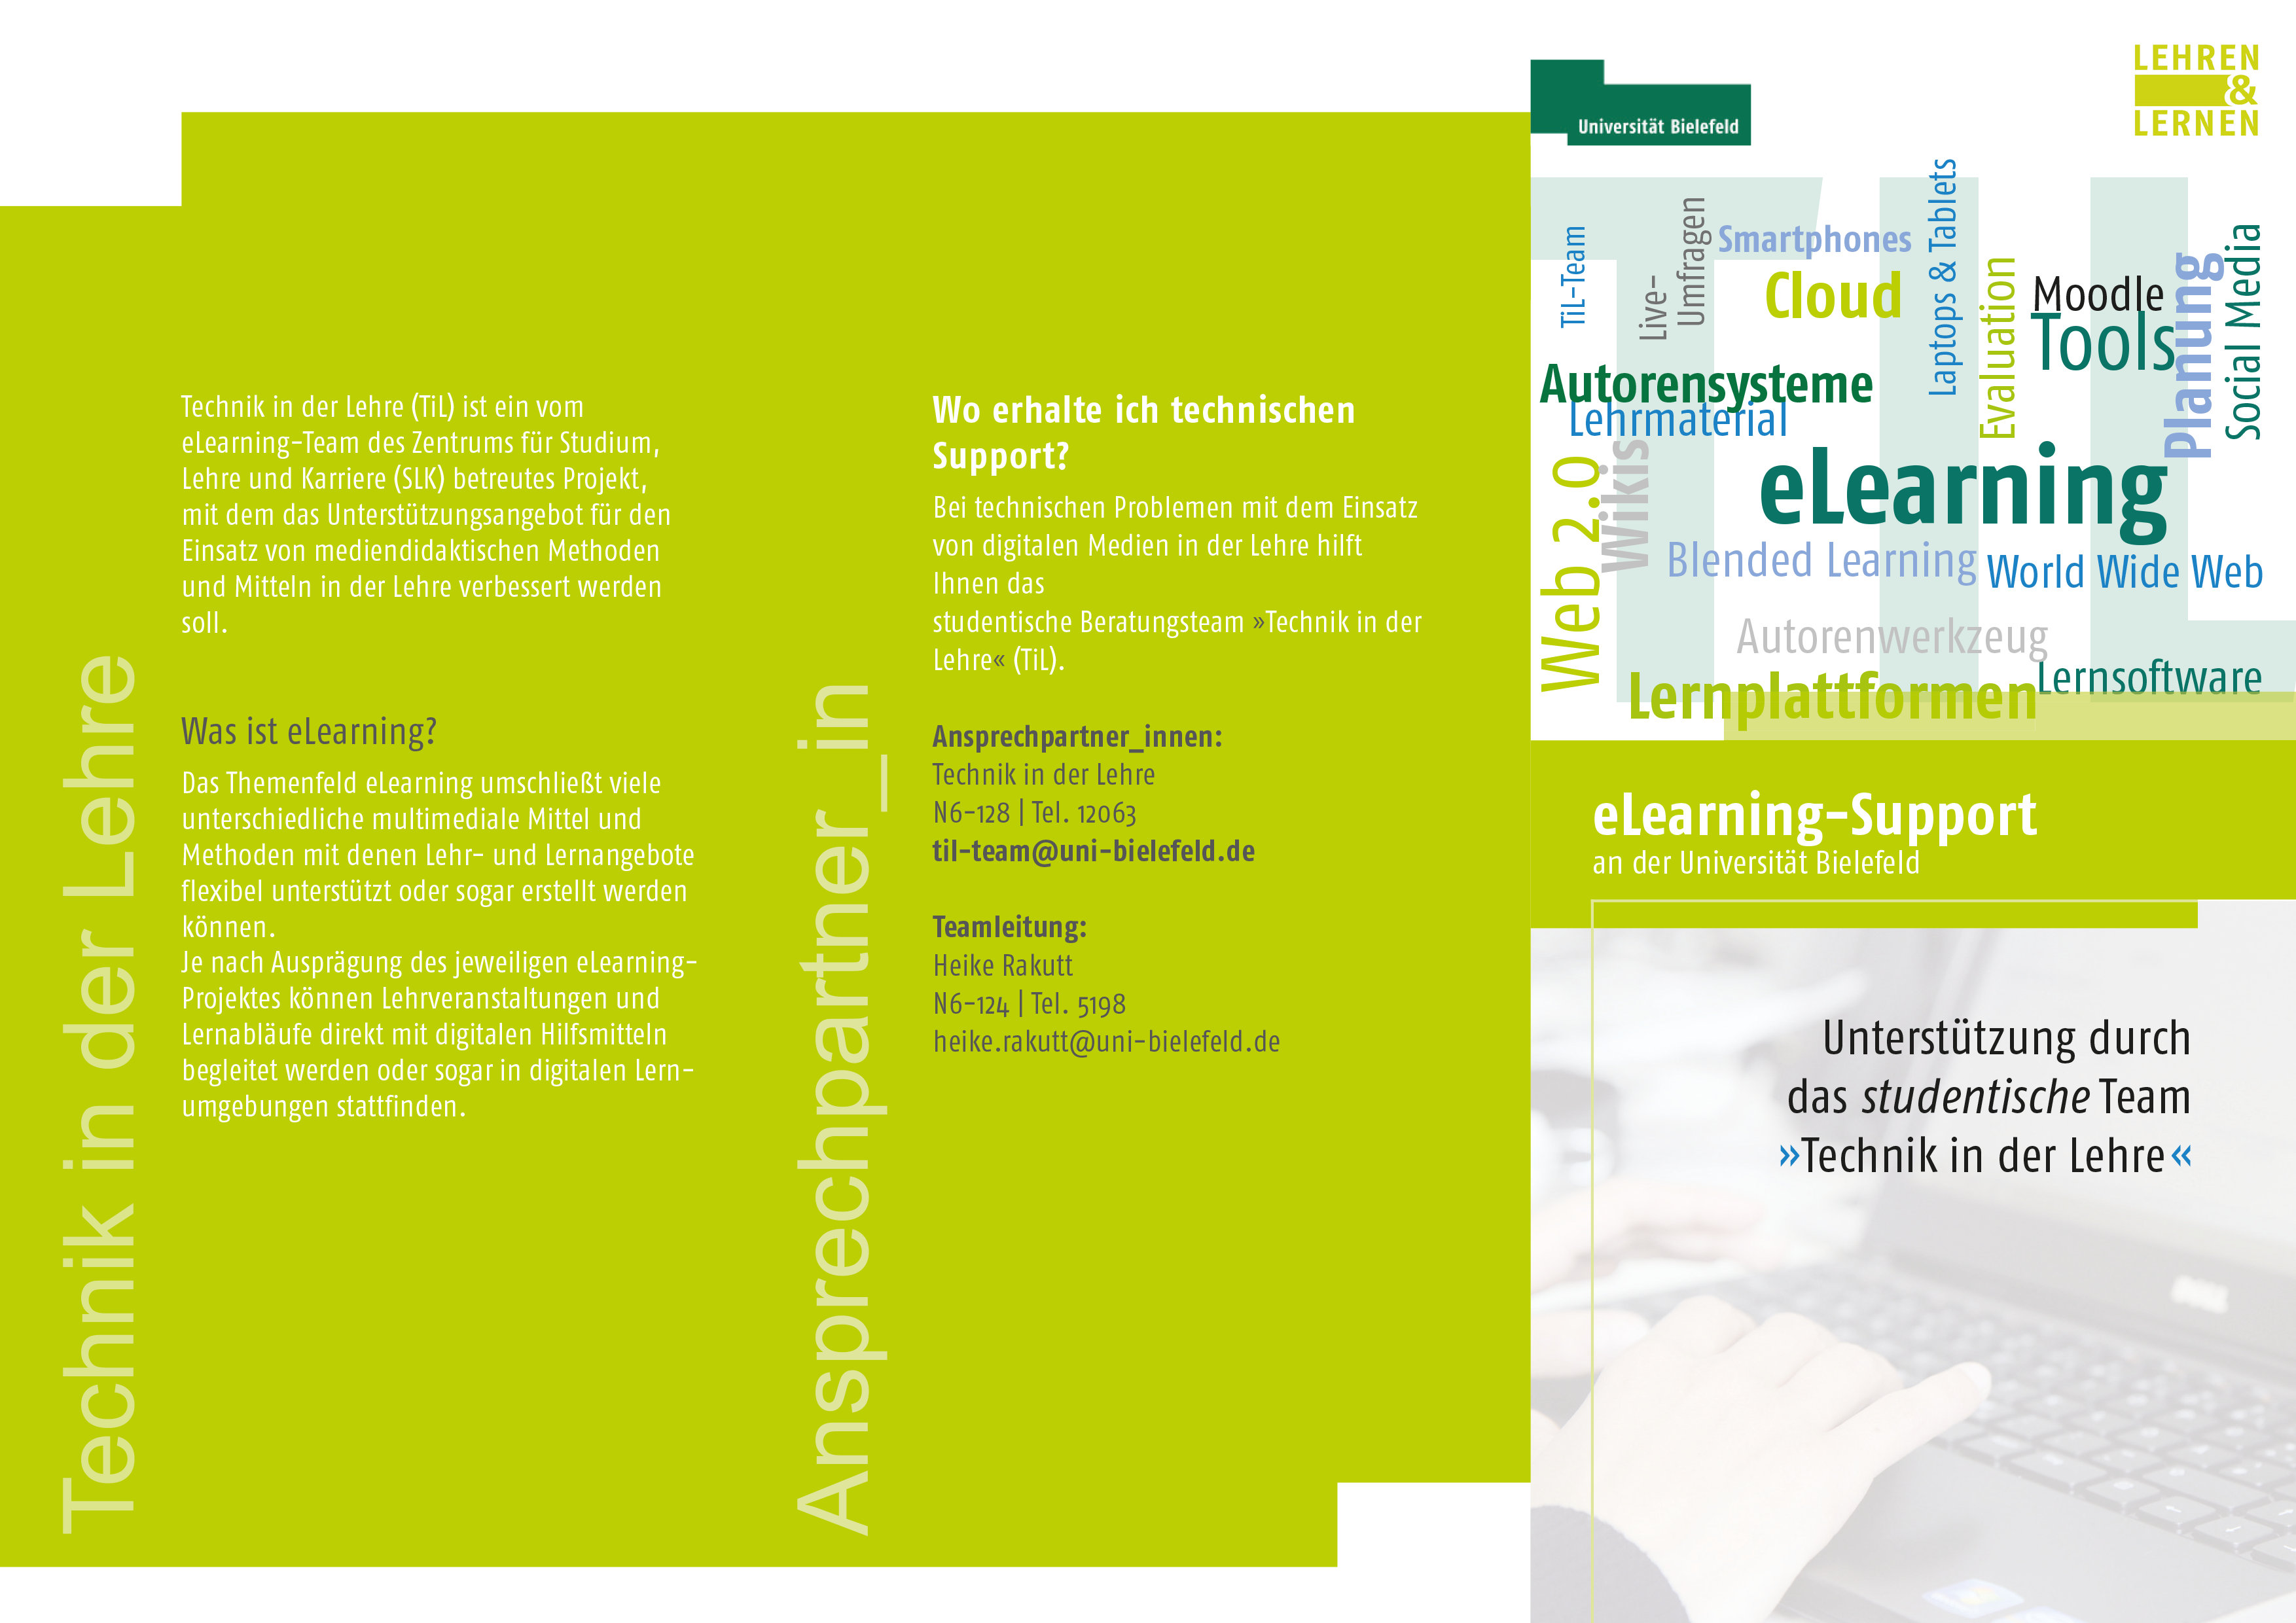 Technik in der Lehre
Technik in der Lehre (TiL) ist ein vom
eLearning-Team des Zentrums für Studium,
Lehre und Karriere (SLK) betreutes Projekt,
mit dem das Unterstützungsangebot für den
Einsatz von mediendidaktischen Methoden
und Mitteln in der Lehre verbessert werden
soll.
Was ist eLearning?
Das Themenfeld eLearning umschließt viele
unterschiedliche multimediale Mittel und
Methoden mit denen Lehr- und Lernangebote
flexibel unterstützt oder sogar erstellt werden
können.
Je nach Ausprägung des jeweiligen eLearning-
Projektes können Lehrveranstaltungen und
Lernabläufe direkt mit digitalen Hilfsmitteln
begleitet werden oder sogar in digitalen Lern-
umgebungen stattfinden.
Ansprechpartner_in
Wo erhalte ich technischen
Support?
Bei technischen Problemen mit dem Einsatz
von digitalen Medien in der Lehre hilft
Ihnen das
studentische Beratungsteam »Technik in der
Lehre« (TiL).
Ansprechpartner_innen:
Technik in der Lehre
N6-128 | Tel. 12063
til-team@uni-bielefeld.de
Teamleitung:
Heike Rakutt
N6-124 | Tel. 5198
heike.rakutt@uni-bielefeld.de
Universität Bielefeld
LEHREN
&
LERNEN
TiL
TiL-Team
Live-
Umfragen
Smartphones
Cloud
Laptops & Tablets
Evaluation
Moodle
Tools
Planung
Social Media
Autorensysteme
Lehrmaterial
Web 2.0
Wikis
eLearning
Blended Learning
World Wide Web
Autorenwerkzeug
Lernsoftware
Lernplattformen
eLearning-Support
an der Universität Bielefeld
Unterstützung durch
das studentische Team
»Technik in der Lehre«